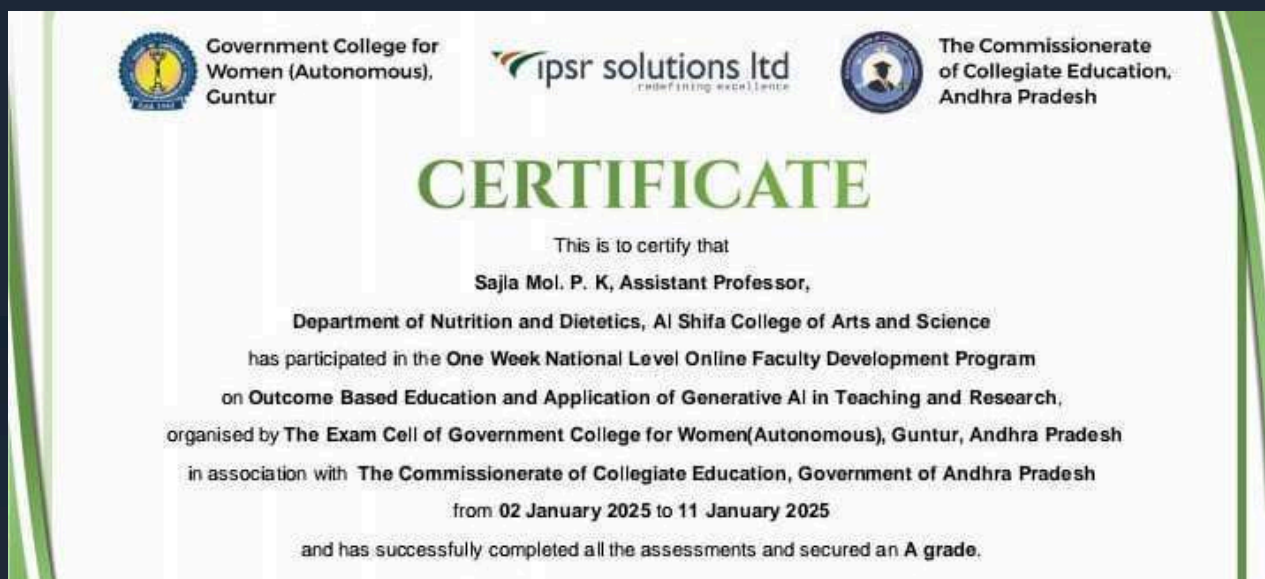 Government College for
Women (Autonomous),
Guntur
ipsr solutions ltd
redefining excellence
The Commissionerate
of Collegiate Education,
Andhra Pradesh
CERTIFICATE
This is to certify that
Sajla Mol. P. K, Assistant Professor,
Department of Nutrition and Dietetics, Al Shifa College of Arts and Science
has participated in the One Week National Level Online Faculty Development Program
on Outcome Based Education and Application of Generative AI in Teaching and Research,
organised by The Exam Cell of Government College for Women(Autonomous), Guntur, Andhra Pradesh
in association with The Commissionerate of Collegiate Education, Government of Andhra Pradesh
from 02 January 2025 to 11 January 2025
and has successfully completed all the assessments and secured an A grade.